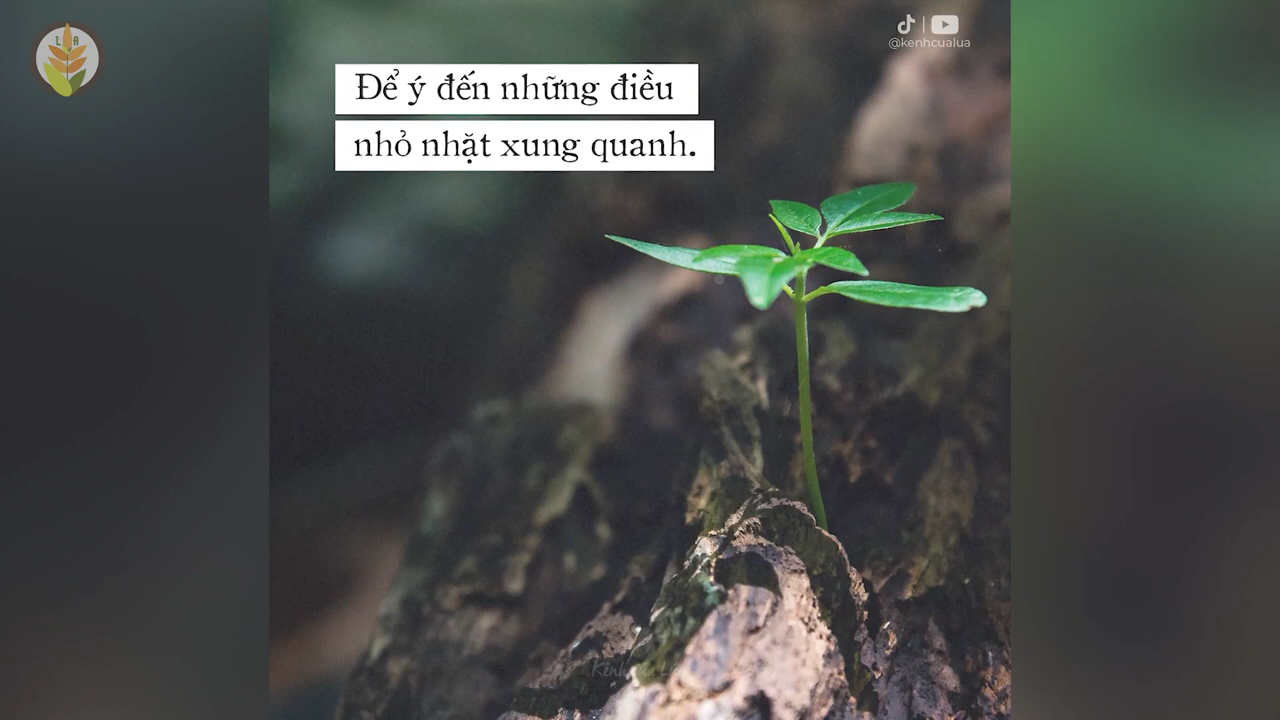 L A
@kenhcualua
Để ý đến những điều
nhỏ nhặt xung quanh.